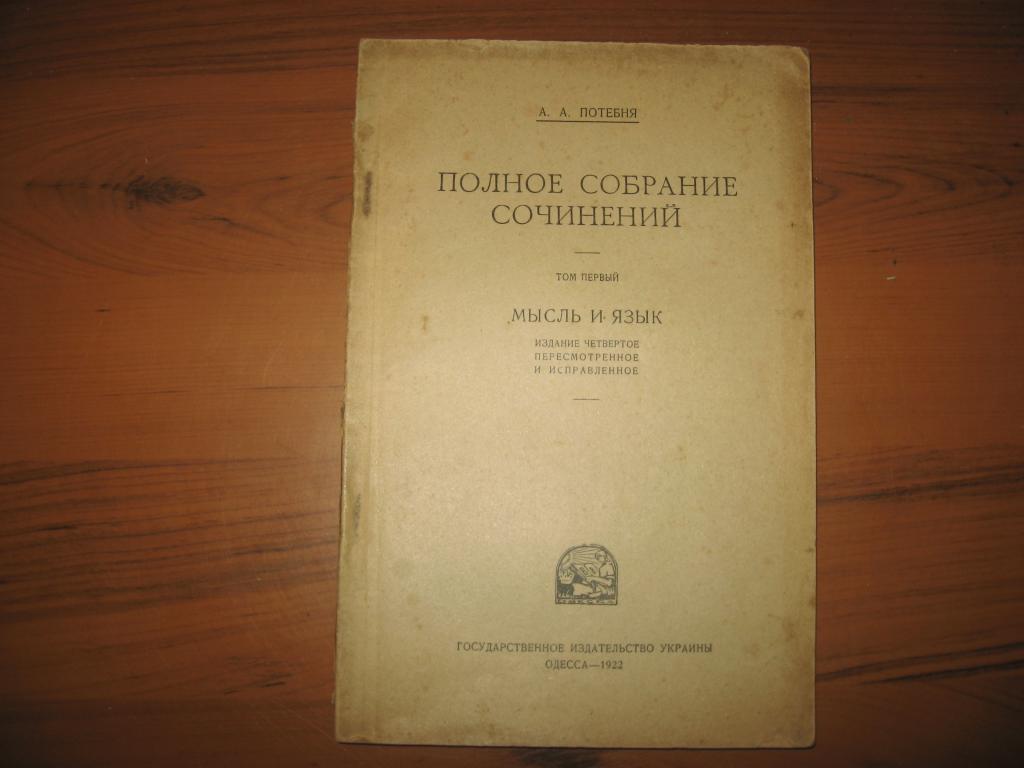 А. А. ПОТЕБНЯ
ПОЛНОЕ СОБРАНИЕ
СОЧИНЕНИЙ
ТОМ ПЕРВЫЙ
МЫСЛЬ И ЯЗЫК
ИЗДАНИЕ ЧЕТВЕРТОЕ
ПЕРЕСМОТРЕННОЕ
И ИСПРАВЛЕННОЕ
ГОСУДАРСТВЕННОЕ ИЗДАТЕЛЬСТВО УКРАИНЫ
ОДЕССА—1922